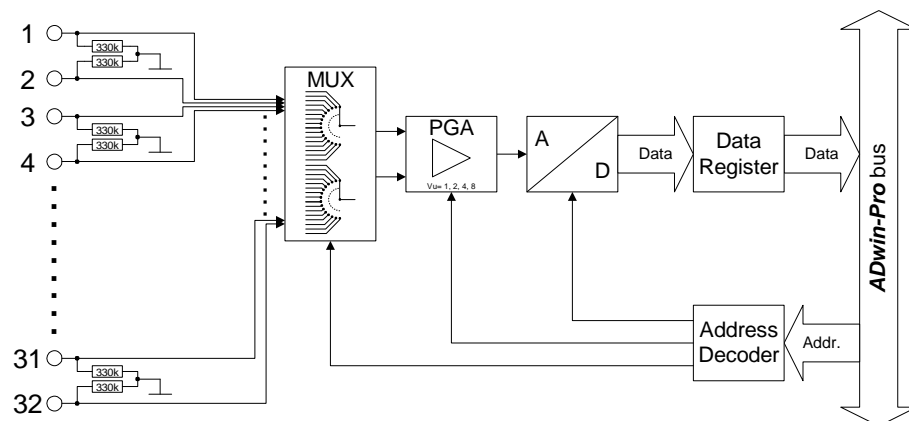 1
330k
330k
2
3
330k
330k
4
31
330k
330k
32
MUX
PGA
Vu= 1, 2, 4, 8
A
D
Data
Data
Register
Data
Address
Decoder
Addr.
ADwin-Pro bus